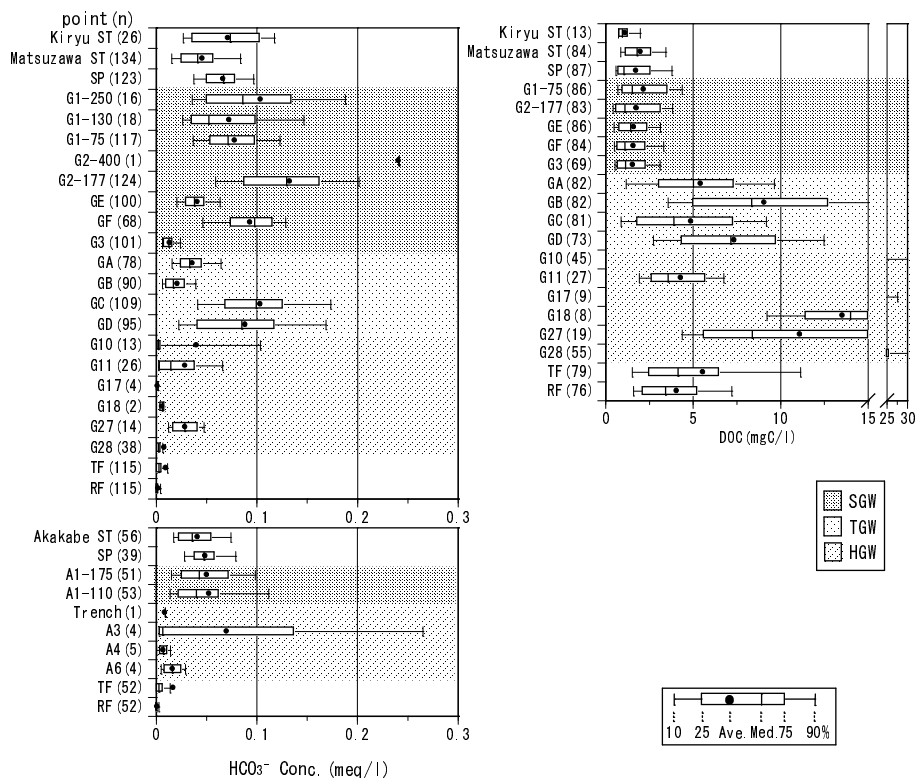 point(n)
Kiryu ST(26)
Matsuzawa ST(134)
SP(123)
G1-250(16)
G1-130(18)
G1-75(117)
G2-400(1)
G2-177(124)
GE(100)
GF(68)
G3(101)
GA(78)
GB(90)
GC(109)
GD(95)
G10(13)
G11(26)
G17(4)
G18(2)
G27(14)
G28(38)
TF(115)
RF(115)
0 0.1 0.2 0.3
Akakabe ST(56)
SP(39)
A1-175(51)
A1-110(53)
Trench(1)
A3(4)
A4(5)
A6(4)
TF(52)
RF(52)
0 0.1 0.2 0.3
HCO₃⁻ Conc. (meq/l)
Kiryu ST(13)
Matsuzawa ST(84)
SP(87)
G1-75(86)
G2-177(83)
GE(86)
GF(84)
G3(69)
GA(82)
GB(82)
GC(81)
GD(73)
G10(45)
G11(27)
G17(9)
G18(8)
G27(19)
G28(55)
TF(79)
RF(76)
0 5 10 15 25 30
DOC(mgC/l)
SGW
TGW
HGW
10 25 Ave. Med. 75 90%